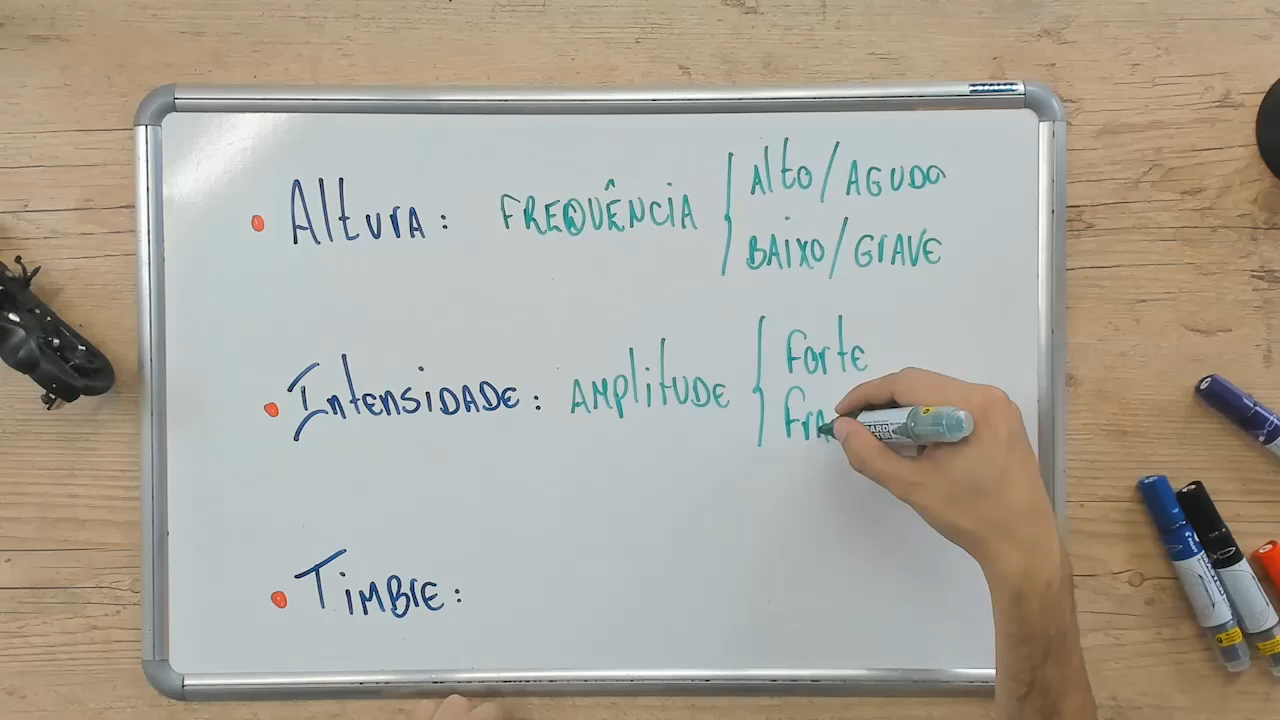 • Altura: FREQUÊNCIA { Alto/AGUDO
BAIXO/GRAVE
• Intensidade: AMPLITUDE { Forte
Fra
• Timbre: